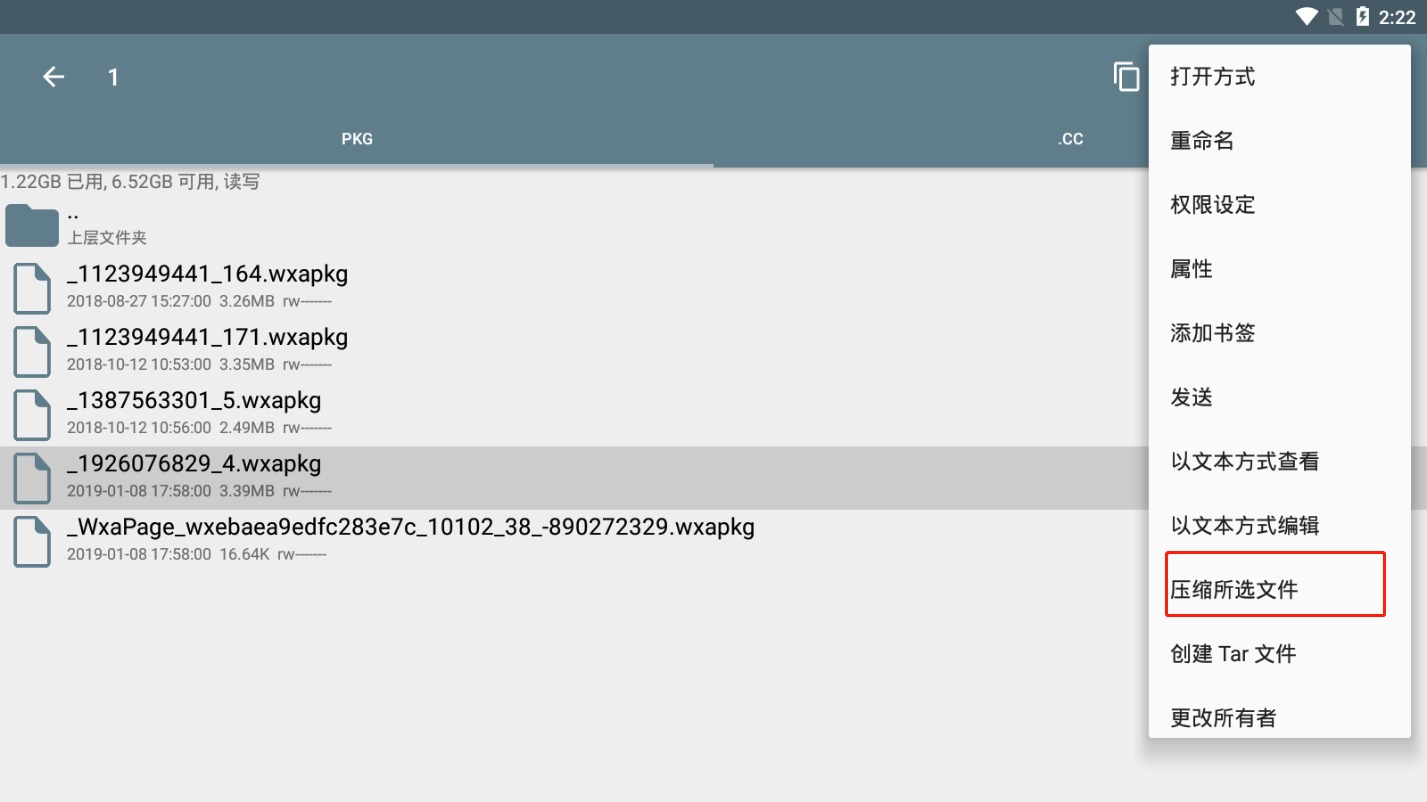 2:22
1
PKG
.CC
1.22GB 已用, 6.52GB 可用, 读写
..
上层文件夹
_1123949441_164.wxapkg
2018-08-27 15:27:00 3.26MB rw-------
_1123949441_171.wxapkg
2018-10-12 10:53:00 3.35MB rw-------
_1387563301_5.wxapkg
2018-10-12 10:56:00 2.49MB rw-------
_1926076829_4.wxapkg
2019-01-08 17:58:00 3.39MB rw-------
_WxaPage_wxebaea9edfc283e7c_10102_38_-890272329.wxapkg
2019-01-08 17:58:00 16.64K rw-------
打开方式
重命名
权限设定
属性
添加书签
发送
以文本方式查看
以文本方式编辑
压缩所选文件
创建 Tar 文件
更改所有者